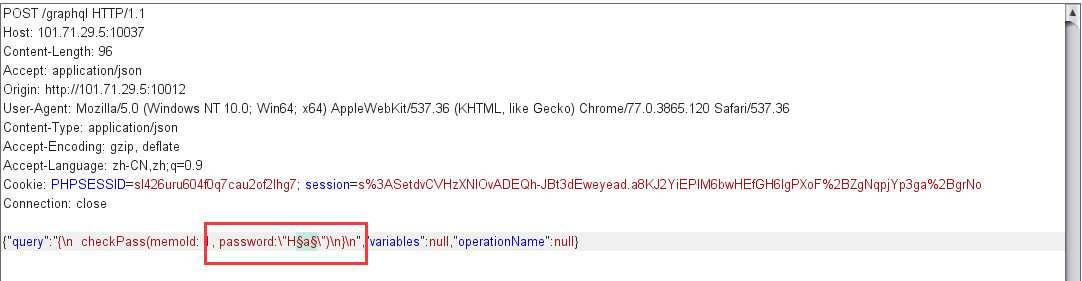 POST /graphql HTTP/1.1
Host: 101.71.29.5:10037
Content-Length: 96
Accept: application/json
Origin: http://101.71.29.5:10012
User-Agent: Mozilla/5.0 (Windows NT 10.0; Win64; x64) AppleWebKit/537.36 (KHTML, like Gecko) Chrome/77.0.3865.120 Safari/537.36
Content-Type: application/json
Accept-Encoding: gzip, deflate
Accept-Language: zh-CN,zh;q=0.9
Cookie: PHPSESSID=sl426uru604f0q7cau2of2lhg7; session=s%3ASetdvCVHzXNIOvADEQh-JBt3dEweyead.a8KJ2YiEPIM6bwHEfGH6lgPXoF%2BZgNqpjYp3ga%2BgrNo
Connection: close
{"query":"{\n checkPass(memoId: 1, password:\"H§a§\")\n}\n","variables":null,"operationName":null}